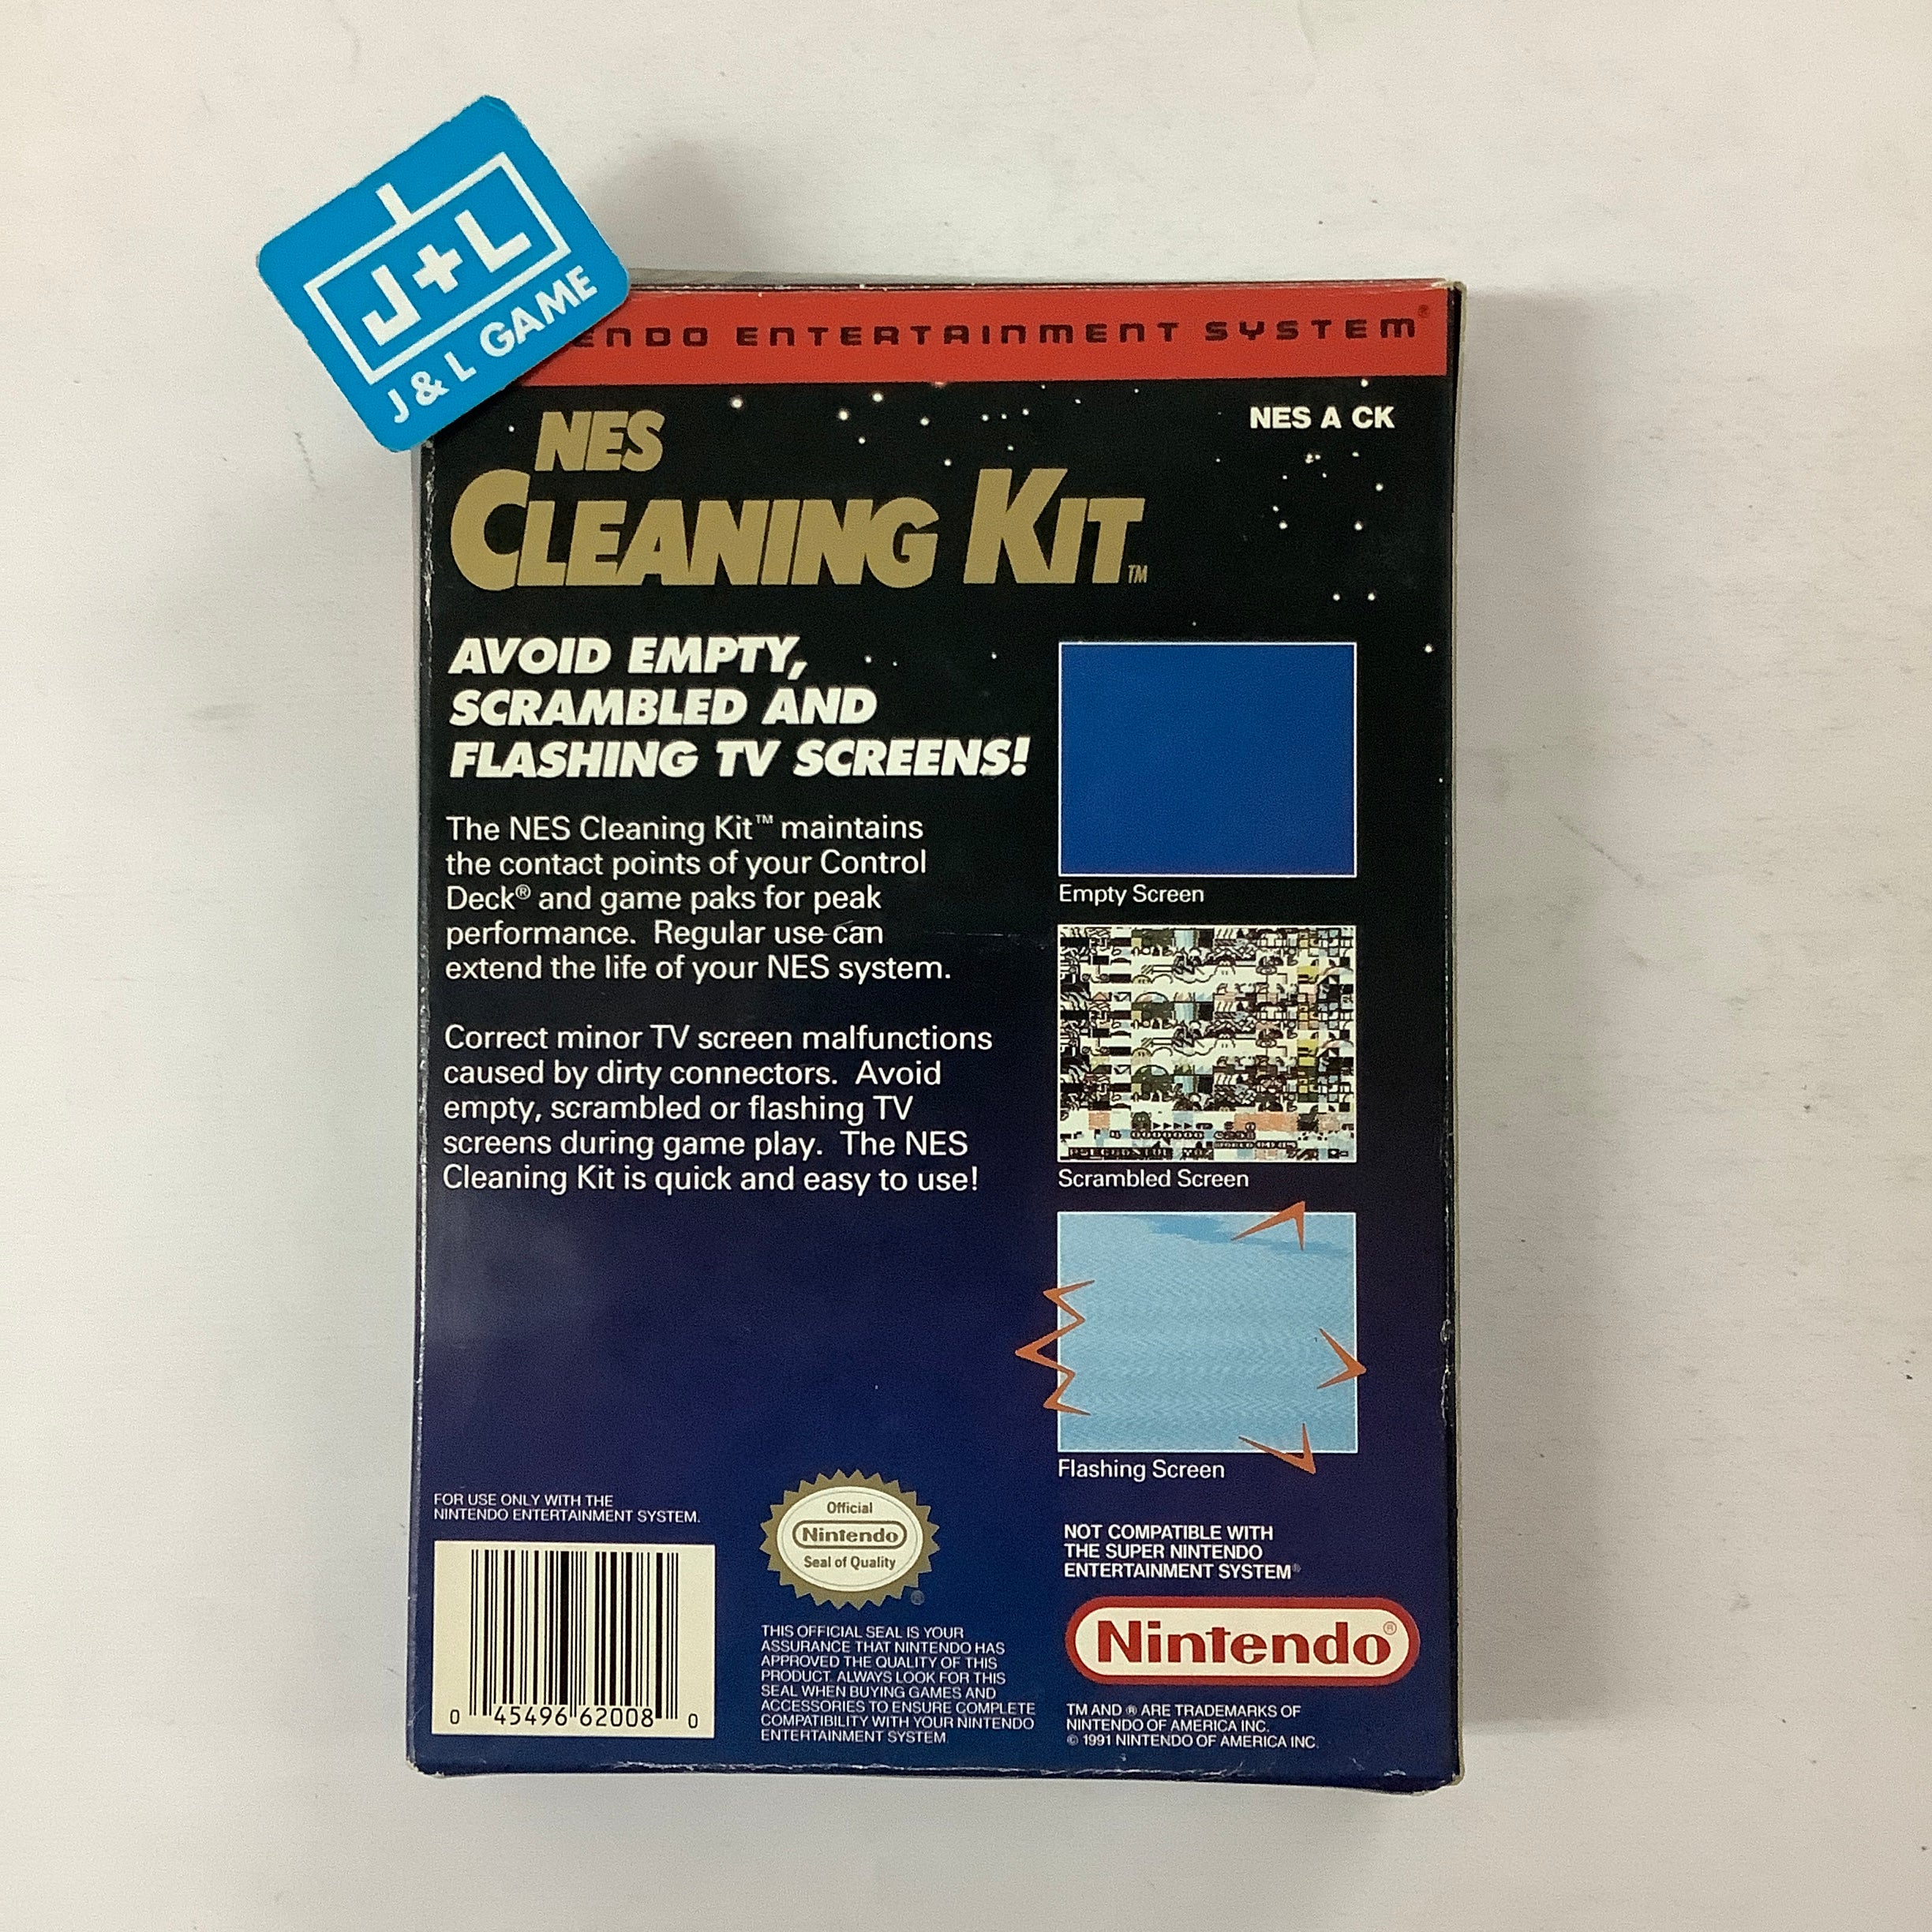 J+L
J & L GAME
ENDO ENTERTAINMENT SYSTEM®
NES A CK
NES
CLEANING KIT™
AVOID EMPTY,
SCRAMBLED AND
FLASHING TV SCREENS!
The NES Cleaning Kit™ maintains
the contact points of your Control
Deck® and game paks for peak
performance. Regular use can
extend the life of your NES system.
Correct minor TV screen malfunctions
caused by dirty connectors. Avoid
empty, scrambled or flashing TV
screens during game play. The NES
Cleaning Kit is quick and easy to use!
Empty Screen
Scrambled Screen
Flashing Screen
FOR USE ONLY WITH THE
NINTENDO ENTERTAINMENT SYSTEM.
0 45496 62008 0
Official
Nintendo
Seal of Quality
®
THIS OFFICIAL SEAL IS YOUR
ASSURANCE THAT NINTENDO HAS
APPROVED THE QUALITY OF THIS
PRODUCT. ALWAYS LOOK FOR THIS
SEAL WHEN BUYING GAMES AND
ACCESSORIES TO ENSURE COMPLETE
COMPATIBILITY WITH YOUR NINTENDO
ENTERTAINMENT SYSTEM.
NOT COMPATIBLE WITH
THE SUPER NINTENDO
ENTERTAINMENT SYSTEM®
Nintendo®
TM AND ® ARE TRADEMARKS OF
NINTENDO OF AMERICA INC.
© 1991 NINTENDO OF AMERICA INC.